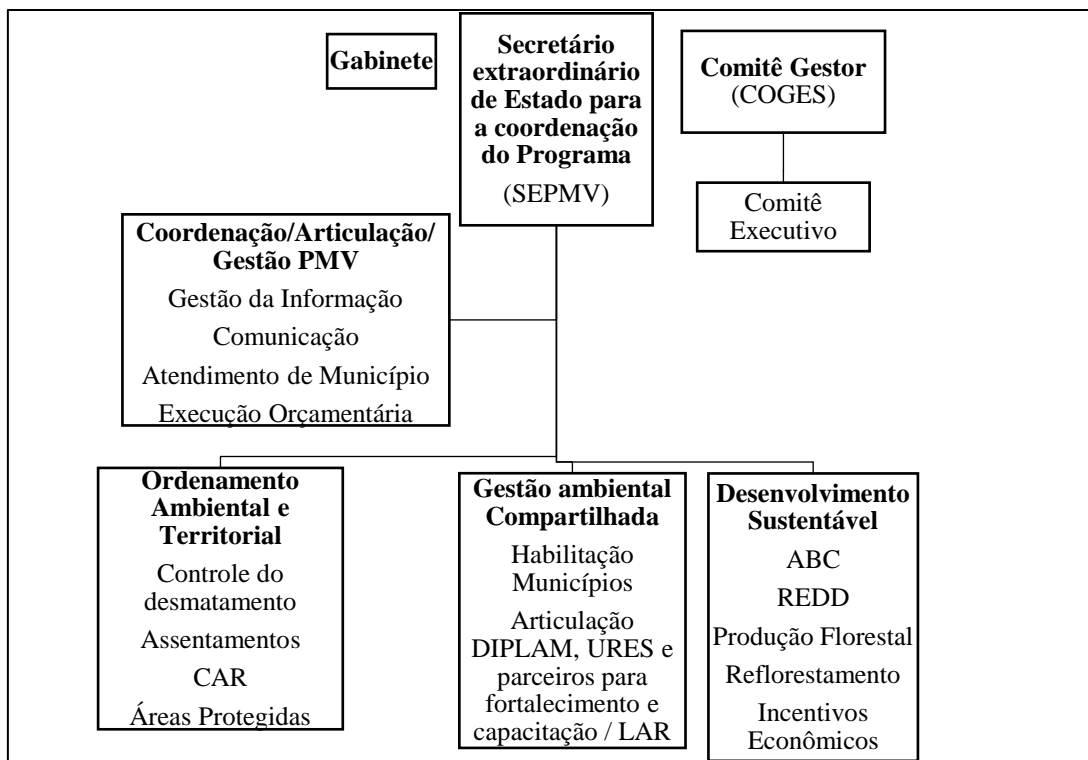 Gabinete
Secretário
extraordinário
de Estado para
a coordenação
do Programa
(SEPMV)
Comitê Gestor
(COGES)
Comitê
Executivo
Coordenação/Articulação/
Gestão PMV
Gestão da Informação
Comunicação
Atendimento de Município
Execução Orçamentária
Ordenamento
Ambiental e
Territorial
Controle do
desmatamento
Assentamentos
CAR
Áreas Protegidas
Gestão ambiental
Compartilhada
Habilitação
Municípios
Articulação
DIPLAM, URES e
parceiros para
fortalecimento e
capacitação / LAR
Desenvolvimento
Sustentável
ABC
REDD
Produção Florestal
Reflorestamento
Incentivos
Econômicos